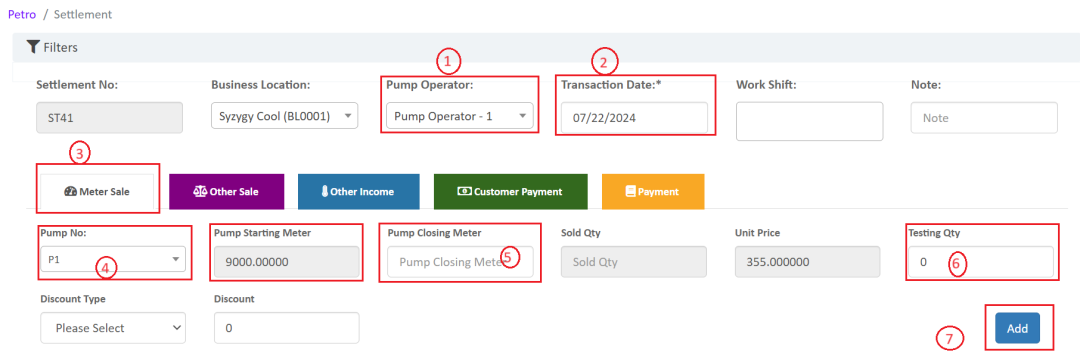 Petro / Settlement
Filters
1
2
Settlement No:
Business Location:
Pump Operator:
Transaction Date:*
Work Shift:
Note:
ST41
Syzygy Cool (BL0001)
Pump Operator - 1
07/22/2024
Note
3
Meter Sale
Other Sale
Other Income
Customer Payment
Payment
Pump No:
Pump Starting Meter
Pump Closing Meter
Sold Qty
Unit Price
Testing Qty
P1
4
9000.00000
Pump Closing Mete
5
Sold Qty
355.000000
0
6
Discount Type
Discount
Please Select
0
7
Add